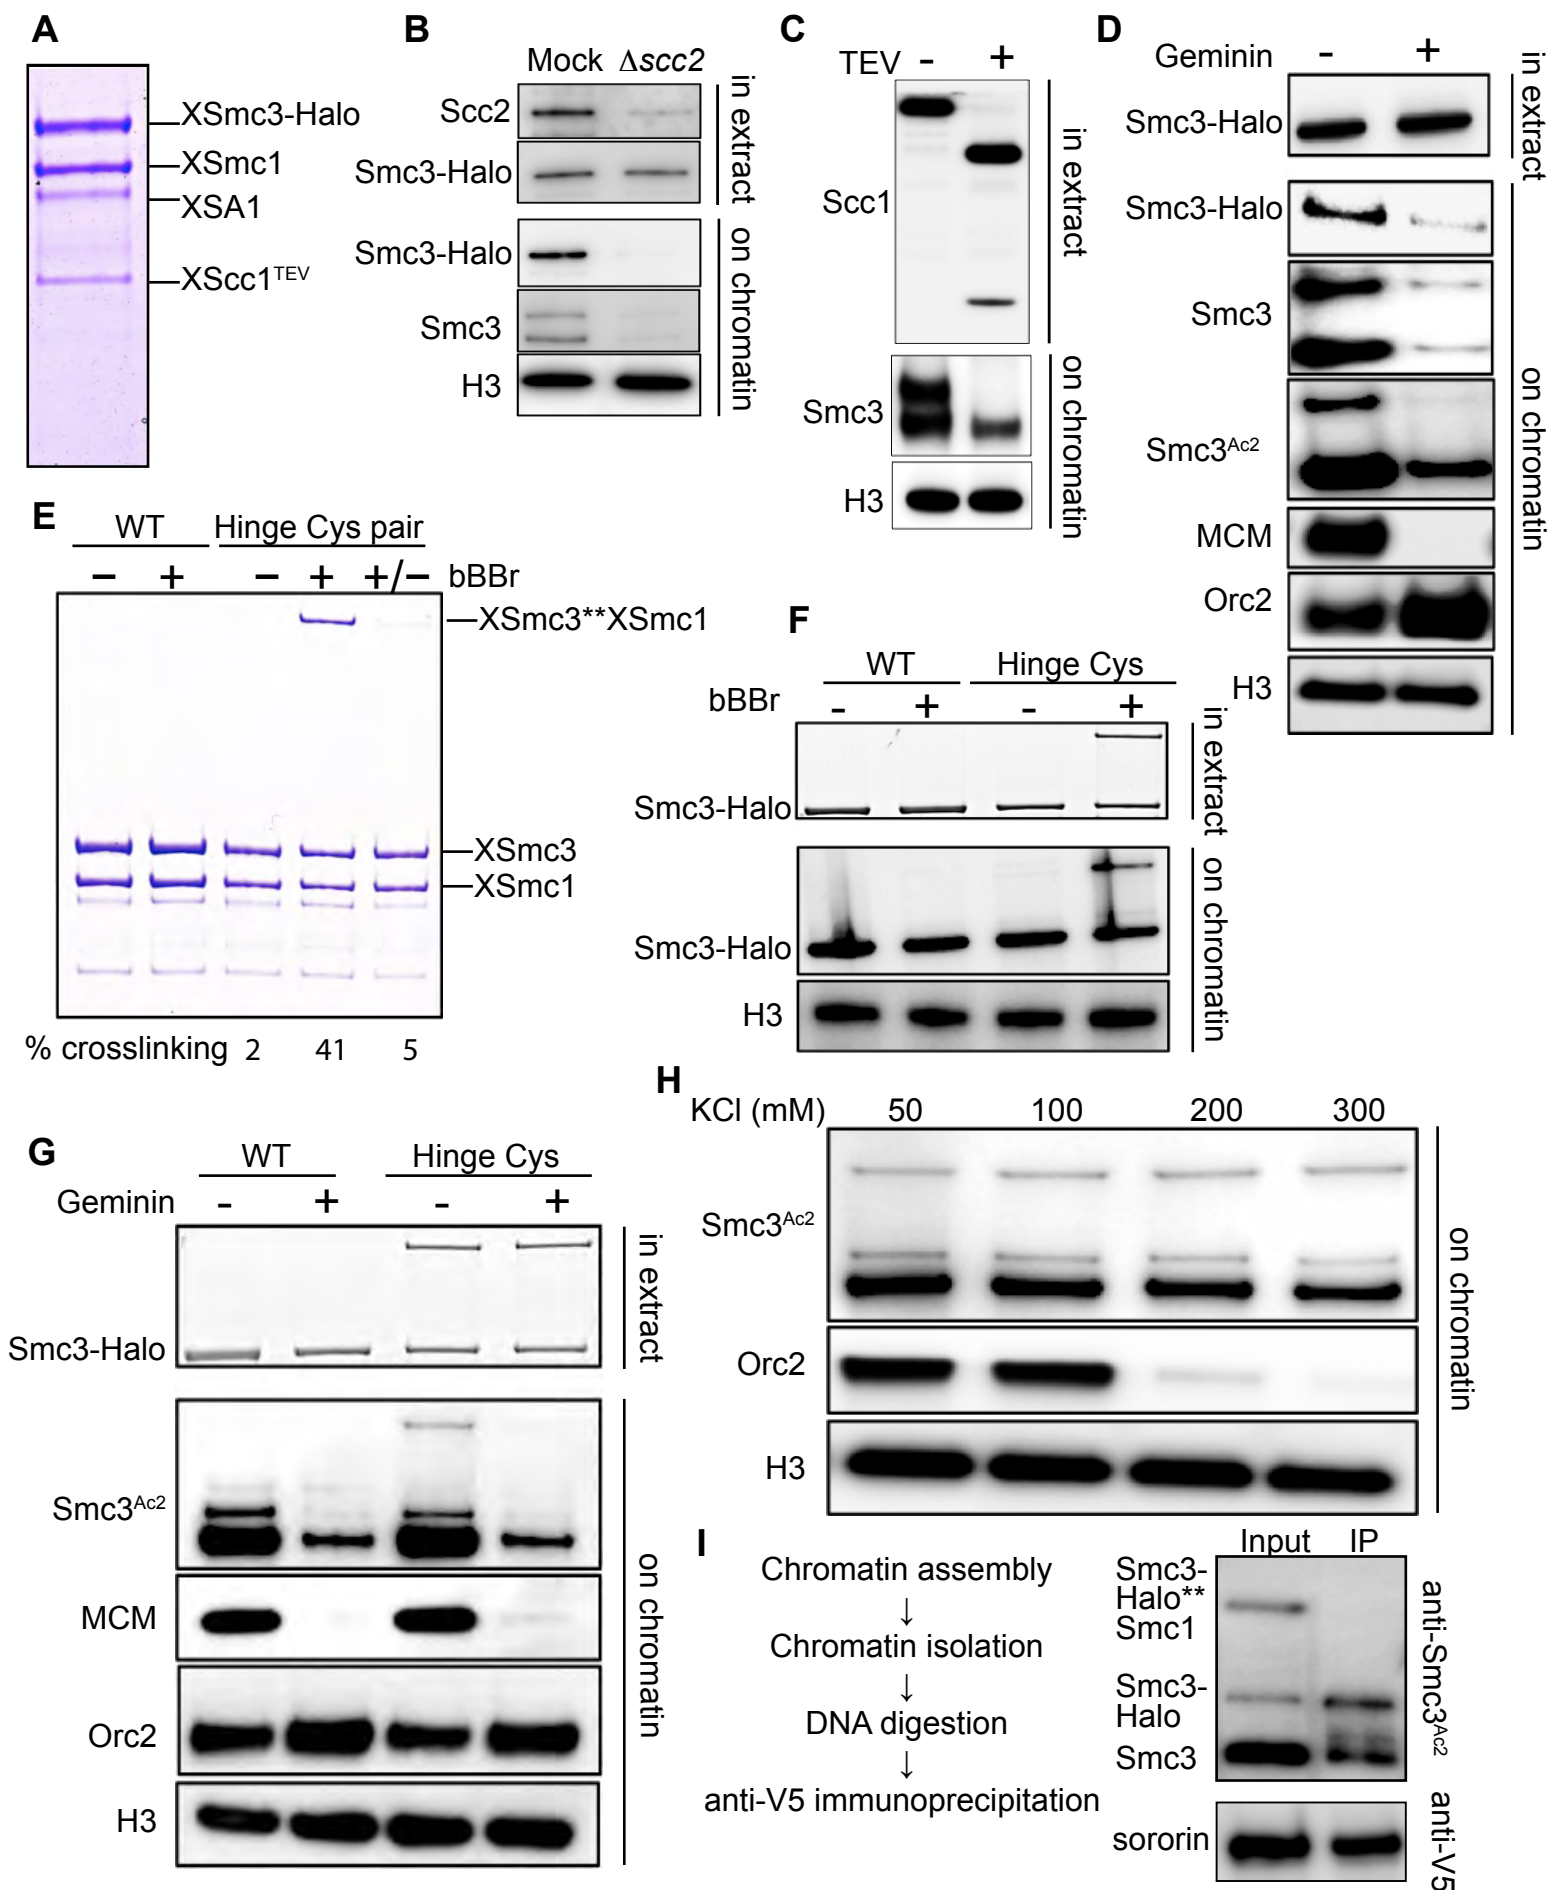 A
XSmc3-Halo
XSmc1
XSA1
XScc1TEV
B
Mock Δscc2
Scc2
Smc3-Halo
in extract
Smc3-Halo
Smc3
H3
on chromatin
C
TEV - +
Scc1
in extract
Smc3
H3
on chromatin
D
Geminin - +
Smc3-Halo
in extract
Smc3-Halo
Smc3
Smc3Ac2
MCM
Orc2
H3
on chromatin
E
WT Hinge Cys pair
− + − + +/− bBBr
XSmc3**XSmc1
XSmc3
XSmc1
% crosslinking 2 41 5
F
WT Hinge Cys
bBBr - + - +
Smc3-Halo
in extract
Smc3-Halo
H3
on chromatin
G
WT Hinge Cys
Geminin - + - +
Smc3-Halo
in extract
Smc3Ac2
MCM
Orc2
H3
on chromatin
H
KCl (mM) 50 100 200 300
Smc3Ac2
Orc2
H3
on chromatin
I
Chromatin assembly
↓
Chromatin isolation
↓
DNA digestion
↓
anti-V5 immunoprecipitation
Input IP
Smc3-
Halo**
Smc1
Smc3-
Halo
Smc3
anti-Smc3Ac2
sororin
anti-V5